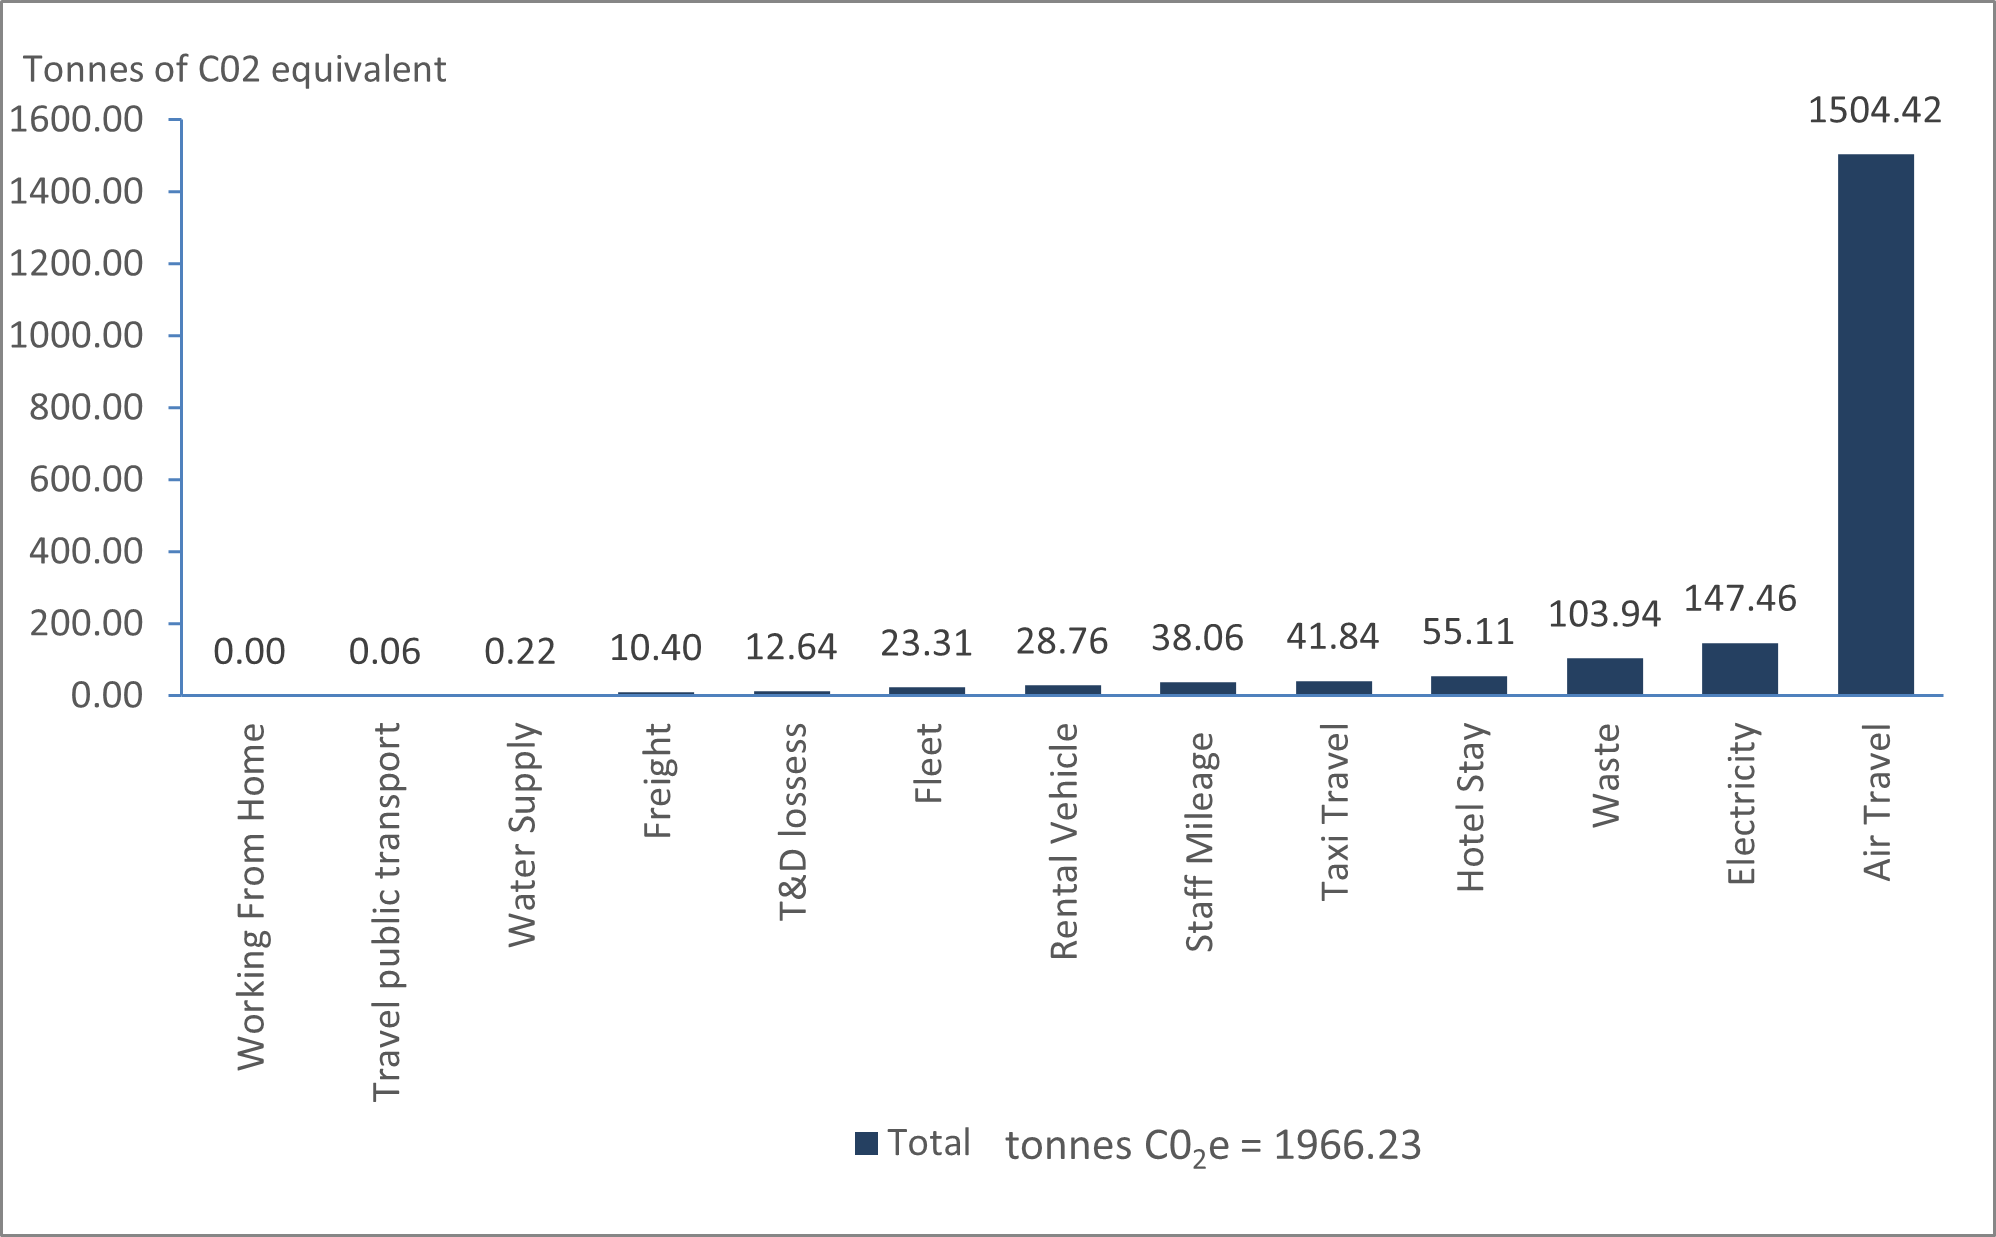 Tonnes of C02 equivalent
1600.00
1400.00
1200.00
1000.00
800.00
600.00
400.00
200.00
0.00
0.00
0.06
0.22
10.40
12.64
23.31
28.76
38.06
41.84
55.11
103.94
147.46
1504.42
Working From Home
Travel public transport
Water Supply
Freight
T&D lossess
Fleet
Rental Vehicle
Staff Mileage
Taxi Travel
Hotel Stay
Waste
Electricity
Air Travel
Total tonnes C0₂e = 1966.23